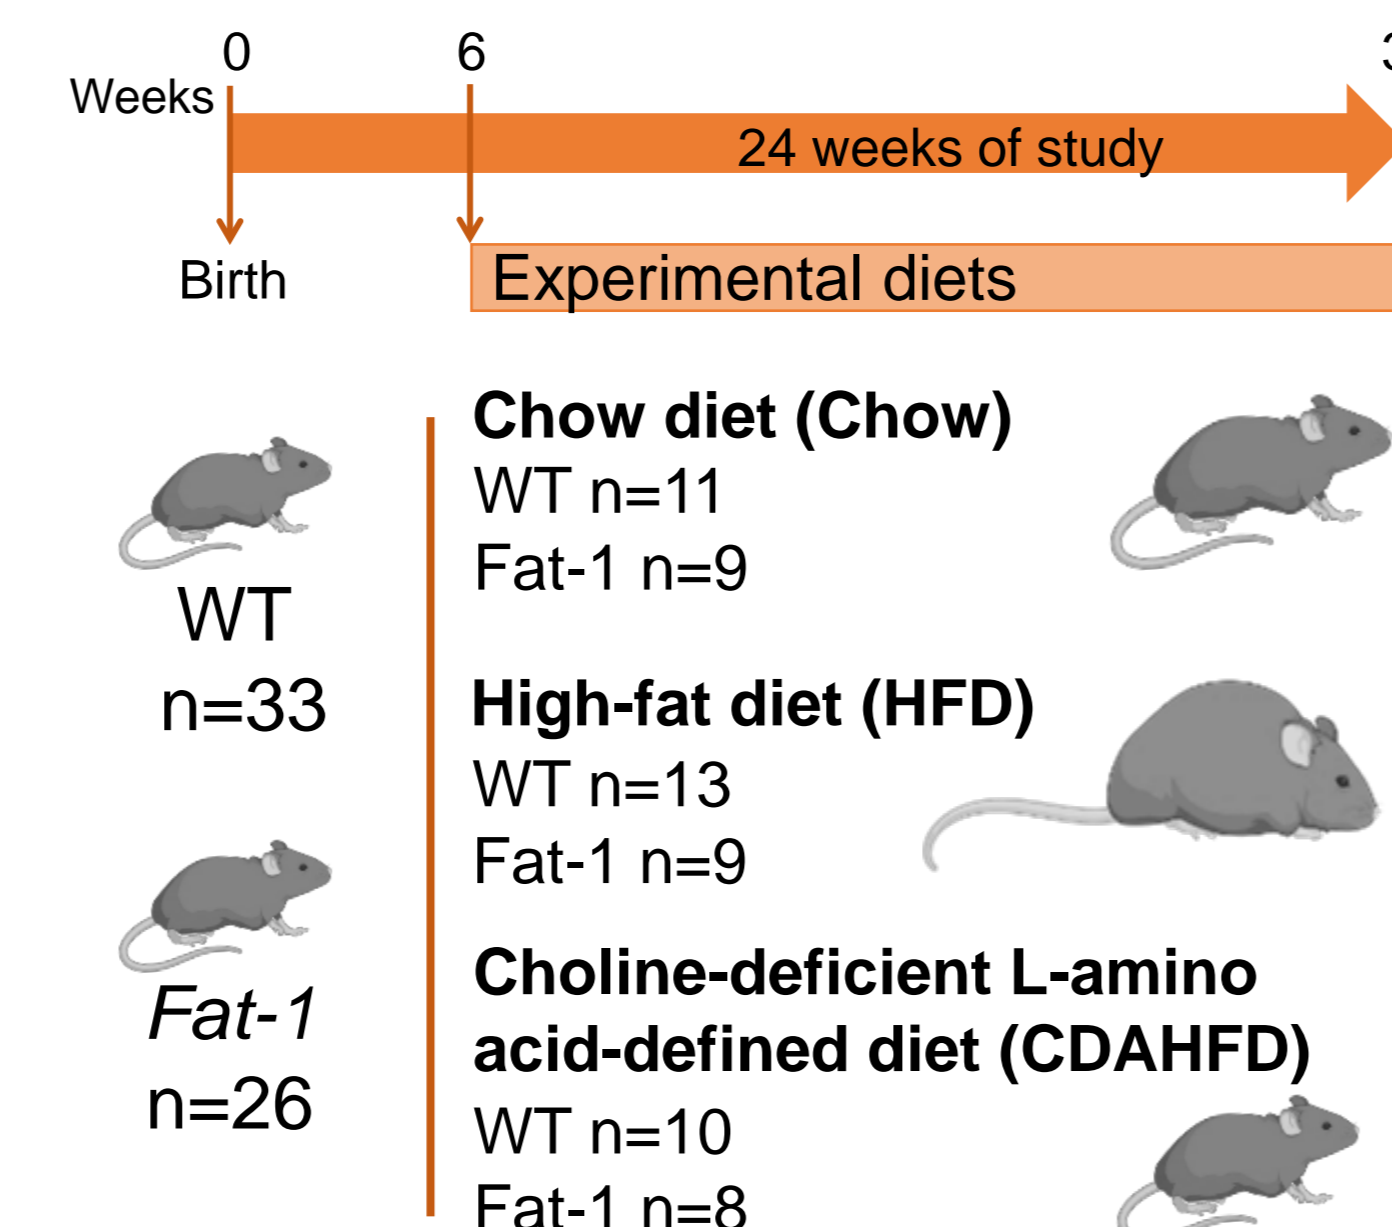 0
6
Weeks
24 weeks of study
Birth
Experimental diets
Chow diet (Chow)
WT n=11
Fat-1 n=9
WT
n=33
High-fat diet (HFD)
WT n=13
Fat-1 n=9
Fat-1
n=26
Choline-deficient L-amino
acid-defined diet (CDAHFD)
WT n=10
Fat-1 n=8